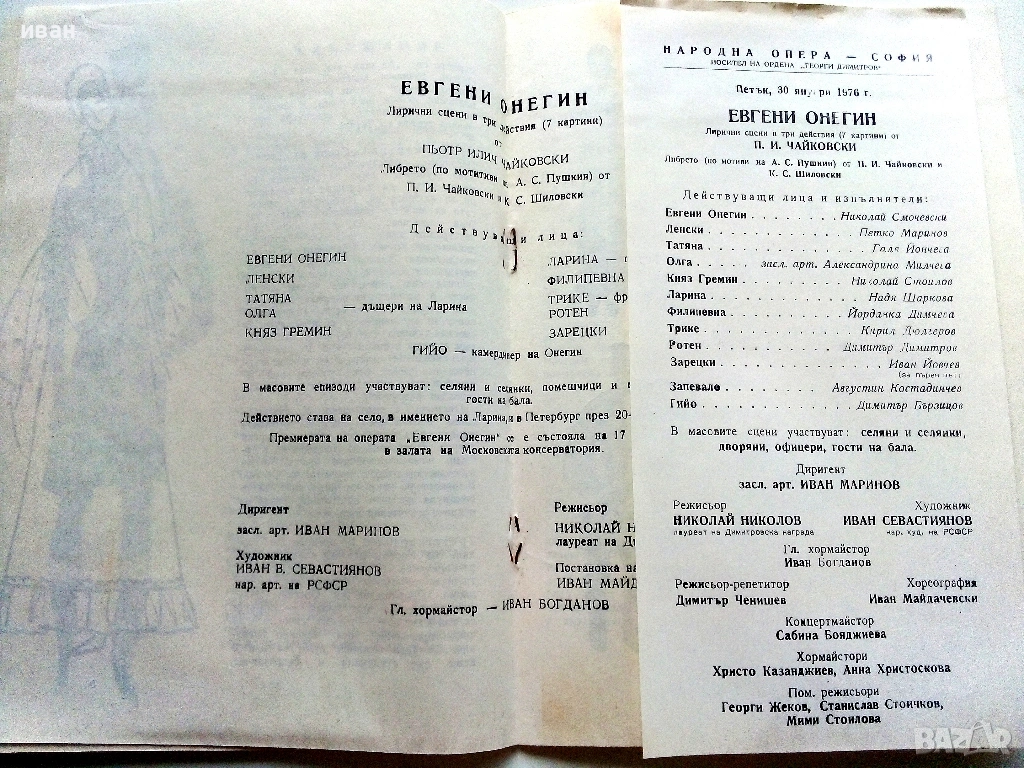 иван
ЕВГЕНИ ОНЕГИН
Лирични сцени в три действия (7 картини)
от
ПЬОТР ИЛИЧ ЧАЙКОВСКИ
Либрето (по мотиви на А. С. Пушкин) от
П. И. Чайковски и К. С. Шиловски
Действуващи лица:
ЕВГЕНИ ОНЕГИН
ЛЕНСКИ
ТАТЯНА
ОЛГА
— дъщери на Ларина
КНЯЗ ГРЕМИН
ЛАРИНА —
ФИЛИПЕВНА
ТРИКЕ — фр
РОТЕН
ЗАРЕЦКИ
ГИЙО — камердинер на Онегин
В масовите епизоди участвуват: селяни и селянки, помешчици и
гости на бала.
Действието става на село, в имението на Ларина, и в Петербург през 20-
Премиерата на операта „Евгени Онегин“ се е състояла на 17
в залата на Московската консерватория.
Диригент
засл. арт. ИВАН МАРИНОВ
Художник
ИВАН В. СЕВАСТИЯНОВ
нар. арт. на РСФСР
Режисьор
НИКОЛАЙ Н
лауреат на Ди
Постановка на
ИВАН МАЙД
Гл. хормайстор — ИВАН БОГДАНОВ
НАРОДНА ОПЕРА — СОФИЯ
НОСИТЕЛ НА ОРДЕНА „ГЕОРГИ ДИМИТРОВ“
Петък, 30 януари 1976 г.
ЕВГЕНИ ОНЕГИН
Лирични сцени в три действия (7 картини) от
П. И. ЧАЙКОВСКИ
Либрето (по мотиви на А. С. Пушкин) от П. И. Чайковски и
К. С. Шиловски
Действуващи лица и изпълнители:
Евгени Онегин . . . . . . . . Николай Смочевски
Ленски . . . . . . . . . . Петко Маринов
Татяна . . . . . . . . . . . Галя Йончева
Олга . . . . . засл. арт. Александрина Милчева
Княз Гремин . . . . . . . . Николай Стоилов
Ларина . . . . . . . . . . . Надя Шаркова
Филипевна . . . . . . . . Йорданка Димчева
Трике . . . . . . . . . . . Кирил Дюлгеров
Ротен . . . . . . . . . Димитър Димитров
Зарецки . . . . . . . . . . . Иван Йовчев
(за първи път)
Запевало . . . . . . . Августин Костадинчев
Гийо . . . . . . . . . . Димитър Бързицов
В масовите сцени участвуват: селяни и селянки,
дворяни, офицери, гости на бала.
Диригент
засл. арт. ИВАН МАРИНОВ
Режисьор Художник
НИКОЛАЙ НИКОЛОВ ИВАН СЕВАСТИЯНОВ
лауреат на Димитровска награда нар. худ. на РСФСР
Гл. хормайстор
Иван Богданов
Режисьор-репетитор Хореография
Димитър Ченишев Иван Майдачевски
Концертмайстор
Сабина Бояджиева
Хормайстори
Христо Казанджиев, Анна Христоскова
Пом. режисьори
Георги Жеков, Станислав Стоичков,
Мими Стоилова
BAZAR